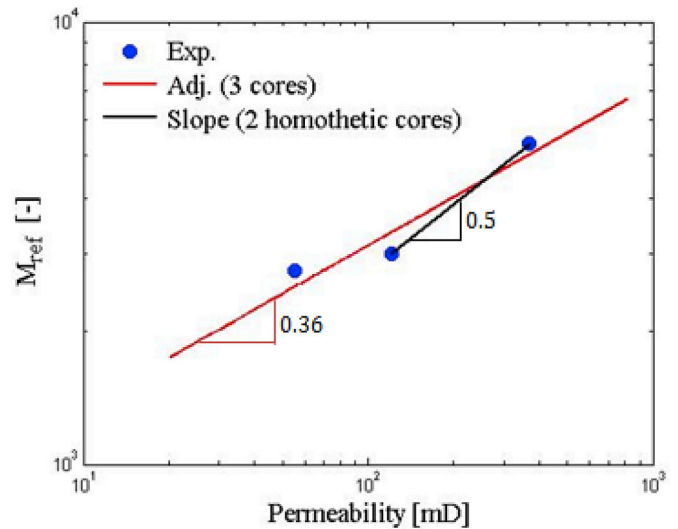 10⁴
Exp.
Adj. (3 cores)
Slope (2 homothetic cores)
M_ref [-]
0.5
0.36
10³
10¹
10²
10³
Permeability [mD]